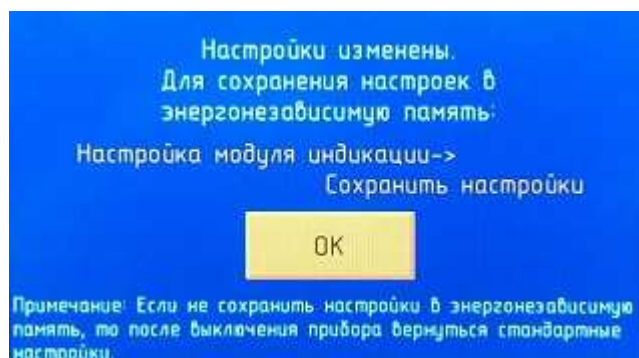 Настройки изменены.
Для сохранения настроек в
энергонезависимую память:
Настройка модуля индикации->
Сохранить настройки
OK
Примечание: Если не сохранить настройки в энергонезависимую
память, то после выключения прибора вернуться стандартные
настройки.